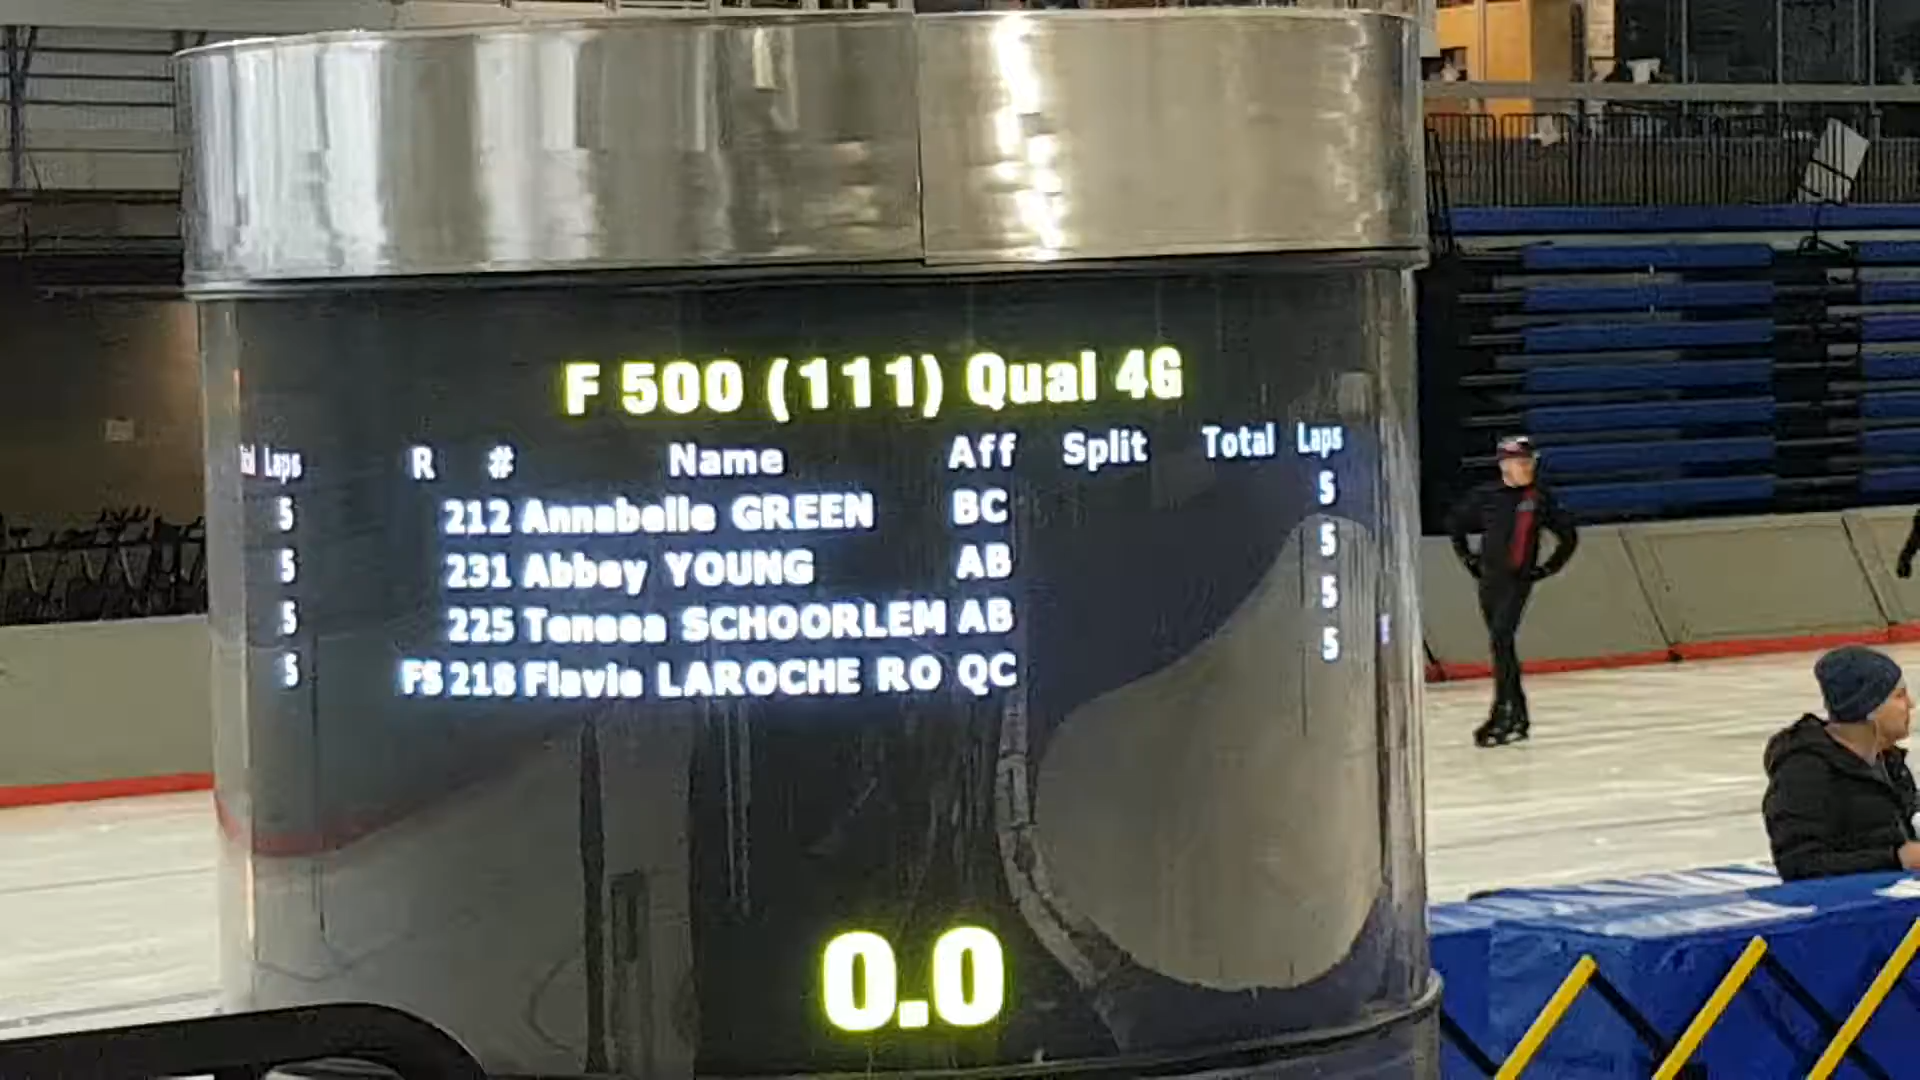 F 500 (111) Qual 4G
Laps R # Name Aff Split Total Laps
5 212 Annabelle GREEN BC 5
5 231 Abbey YOUNG AB 5
5 225 Teneea SCHOORLEM AB 5
5 FS 218 Flavie LAROCHE RO QC 5
0.0